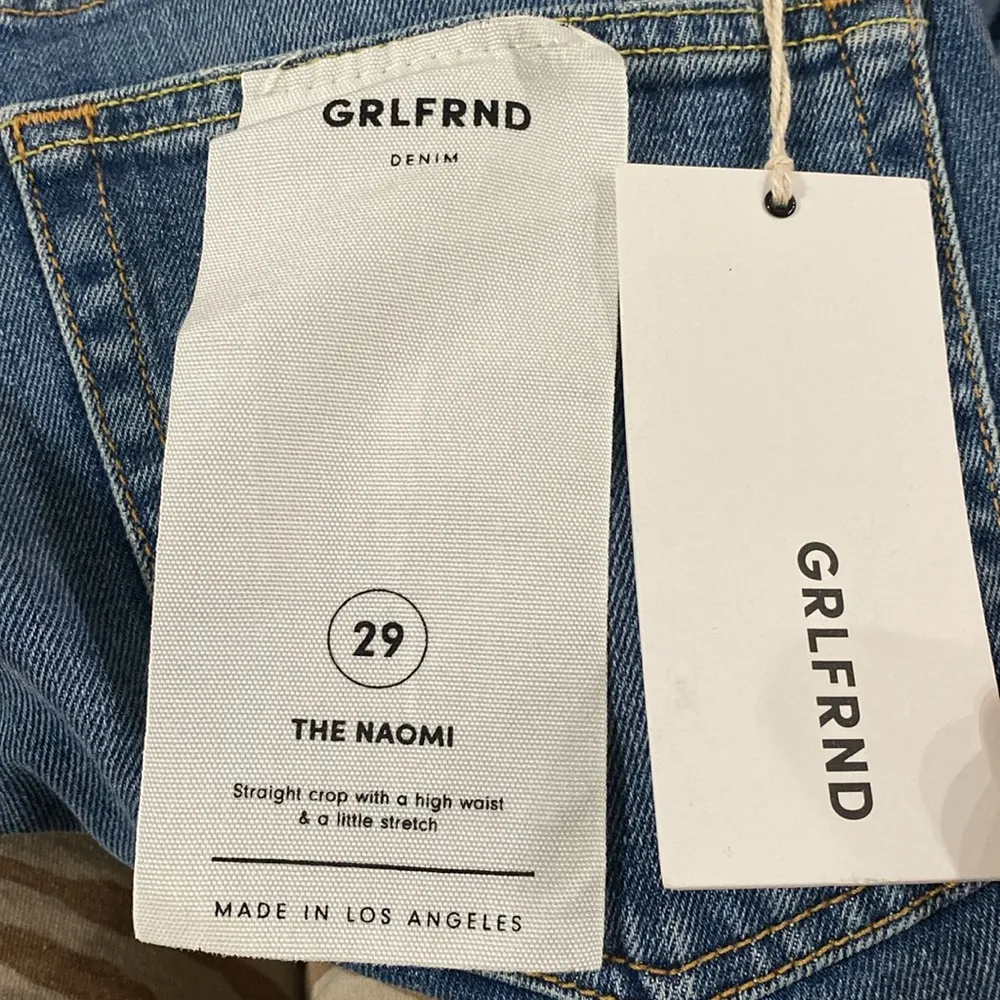 GRLFRND
DENIM
29
THE NAOMI
Straight crop with a high waist
& a little stretch
MADE IN LOS ANGELES
GRLFRND